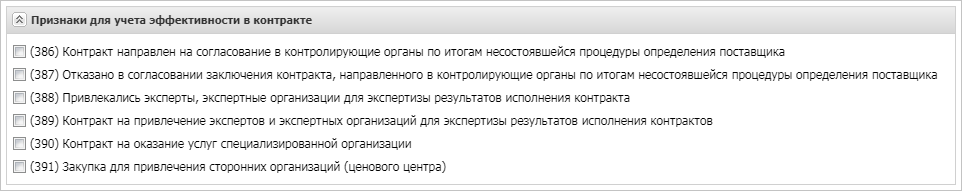 Признаки для учета эффективности в контракте
(386) Контракт направлен на согласование в контролирующие органы по итогам несостоявшейся процедуры определения поставщика
(387) Отказано в согласовании заключения контракта, направленного в контролирующие органы по итогам несостоявшейся процедуры определения поставщика
(388) Привлекались эксперты, экспертные организации для экспертизы результатов исполнения контракта
(389) Контракт на привлечение экспертов и экспертных организаций для экспертизы результатов исполнения контрактов
(390) Контракт на оказание услуг специализированной организации
(391) Закупка для привлечения сторонних организаций (ценового центра)